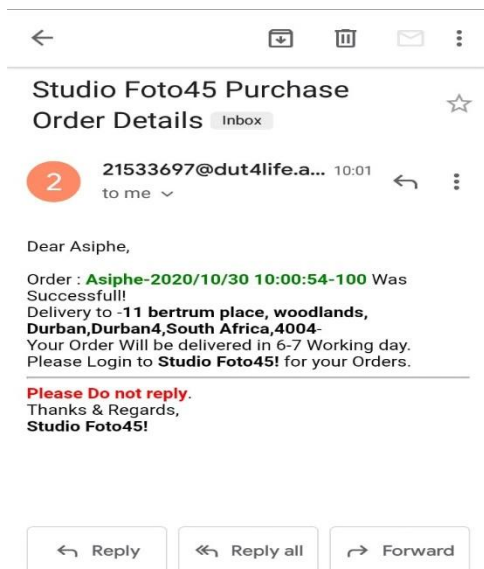 Studio Foto45 Purchase
Order Details Inbox
2
21533697@dut4life.a... 10:01
to me
Dear Asiphe,
Order : Asiphe-2020/10/30 10:00:54-100 Was
Successfull!
Delivery to -11 bertrum place, woodlands,
Durban,Durban4,South Africa,4004-
Your Order Will be delivered in 6-7 Working day.
Please Login to Studio Foto45! for your Orders.
Please Do not reply.
Thanks & Regards,
Studio Foto45!
Reply Reply all Forward